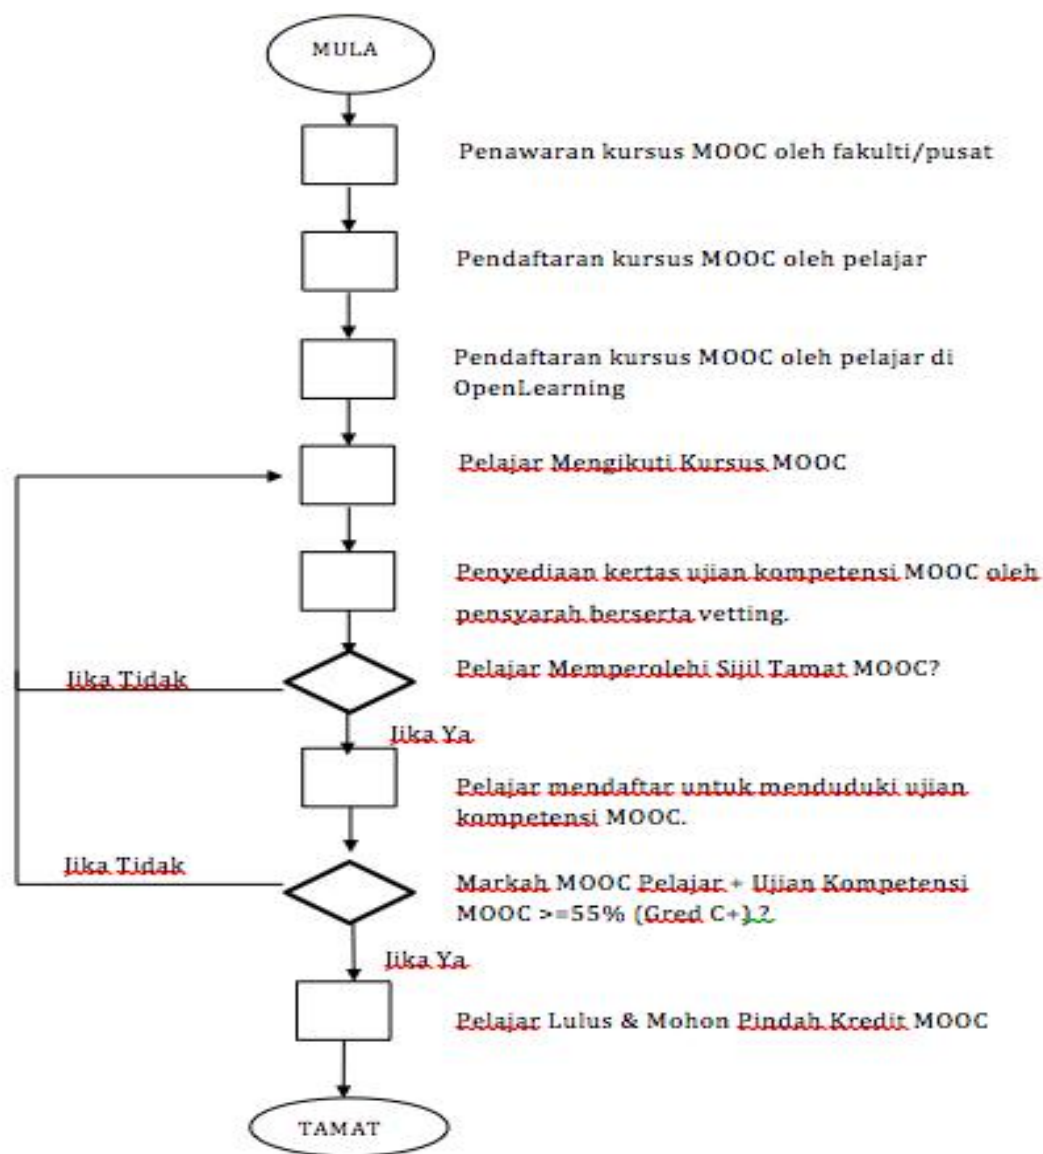 MULA
Penawaran kursus MOOC oleh fakulti/pusat
Pendaftaran kursus MOOC oleh pelajar
Pendaftaran kursus MOOC oleh pelajar di
OpenLearning
Pelajar Mengikuti Kursus MOOC
Penyediaan kertas ujian kompetensi MOOC oleh
pensyarah berserta vetting.
Pelajar Memperolehi Sijil Tamat MOOC?
Jika Tidak
Jika Ya
Pelajar mendaftar untuk menduduki ujian
kompetensi MOOC.
Jika Tidak
Markah MOOC Pelajar + Ujian Kompetensi
MOOC >=55% (Gred C+) ?
Jika Ya
Pelajar Lulus & Mohon Pindah Kredit MOOC
TAMAT